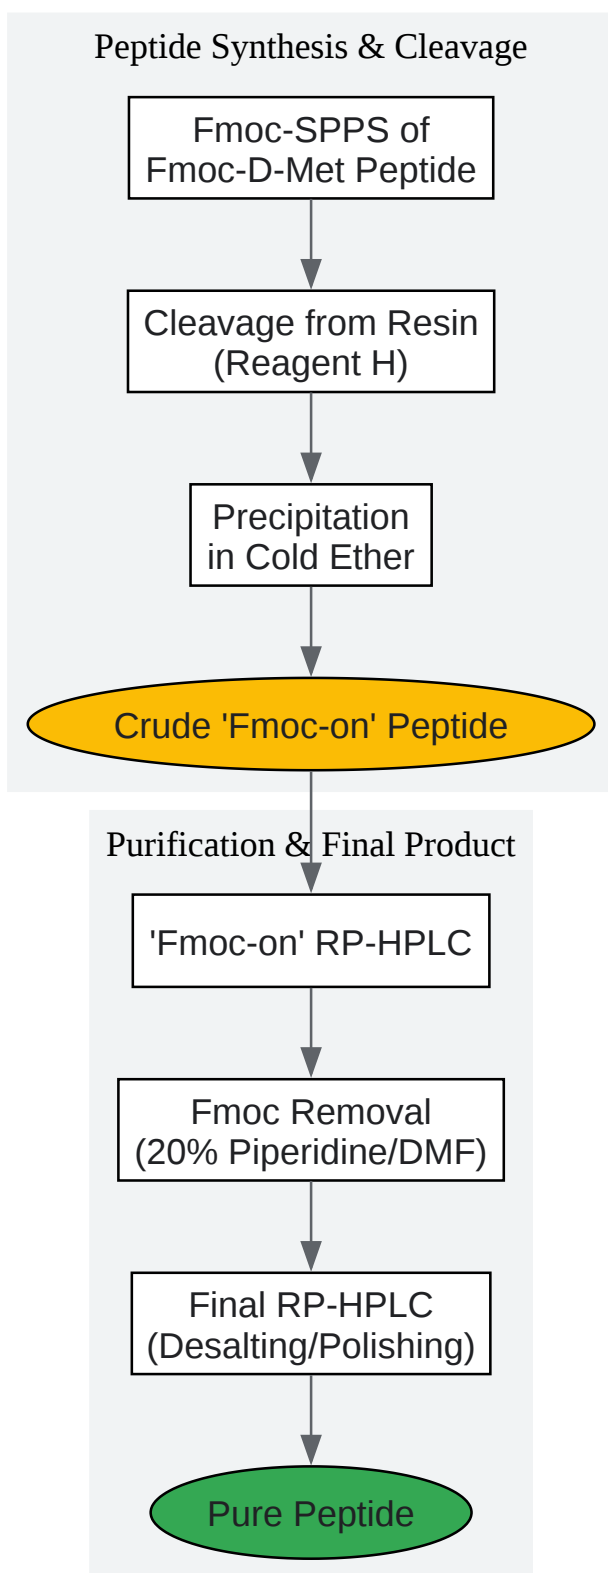 Peptide Synthesis & Cleavage
Fmoc-SPPS of
Fmoc-D-Met Peptide
Cleavage from Resin
(Reagent H)
Precipitation
in Cold Ether
Crude 'Fmoc-on' Peptide
Purification & Final Product
'Fmoc-on' RP-HPLC
Fmoc Removal
(20% Piperidine/DMF)
Final RP-HPLC
(Desalting/Polishing)
Pure Peptide